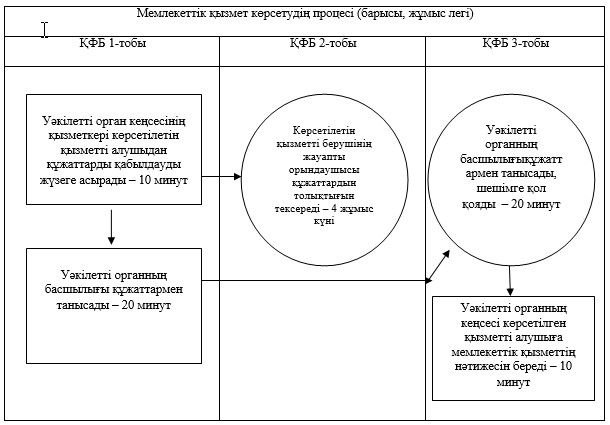 Мемлекеттік қызмет көрсетудің процесі (барысы, жұмыс легі)
ҚФБ 1-тобы
ҚФБ 2-тобы
ҚФБ 3-тобы
Уәкілетті орган кеңсесінің
қызметкері көрсетілетін
қызметті алушыдан
құжаттарды қабылдауды
жүзеге асырады – 10 минут
Уәкілетті органның
басшылығы құжаттармен
танысады – 20 минут
Көрсетілетін
қызметті берушінің
жауапты
орындаушысы
құжаттардын
толықтығын
тексереді – 4 жұмыс
күні
Уәкілетті
органның
басшылығықұжатт
армен танысады,
шешімге қол
қояды – 20 минут
Уәкілетті органның
кеңсесі көрсетілген
қызметті алушыға
мемлекеттік қызметтің
нәтижесін береді – 10
минут